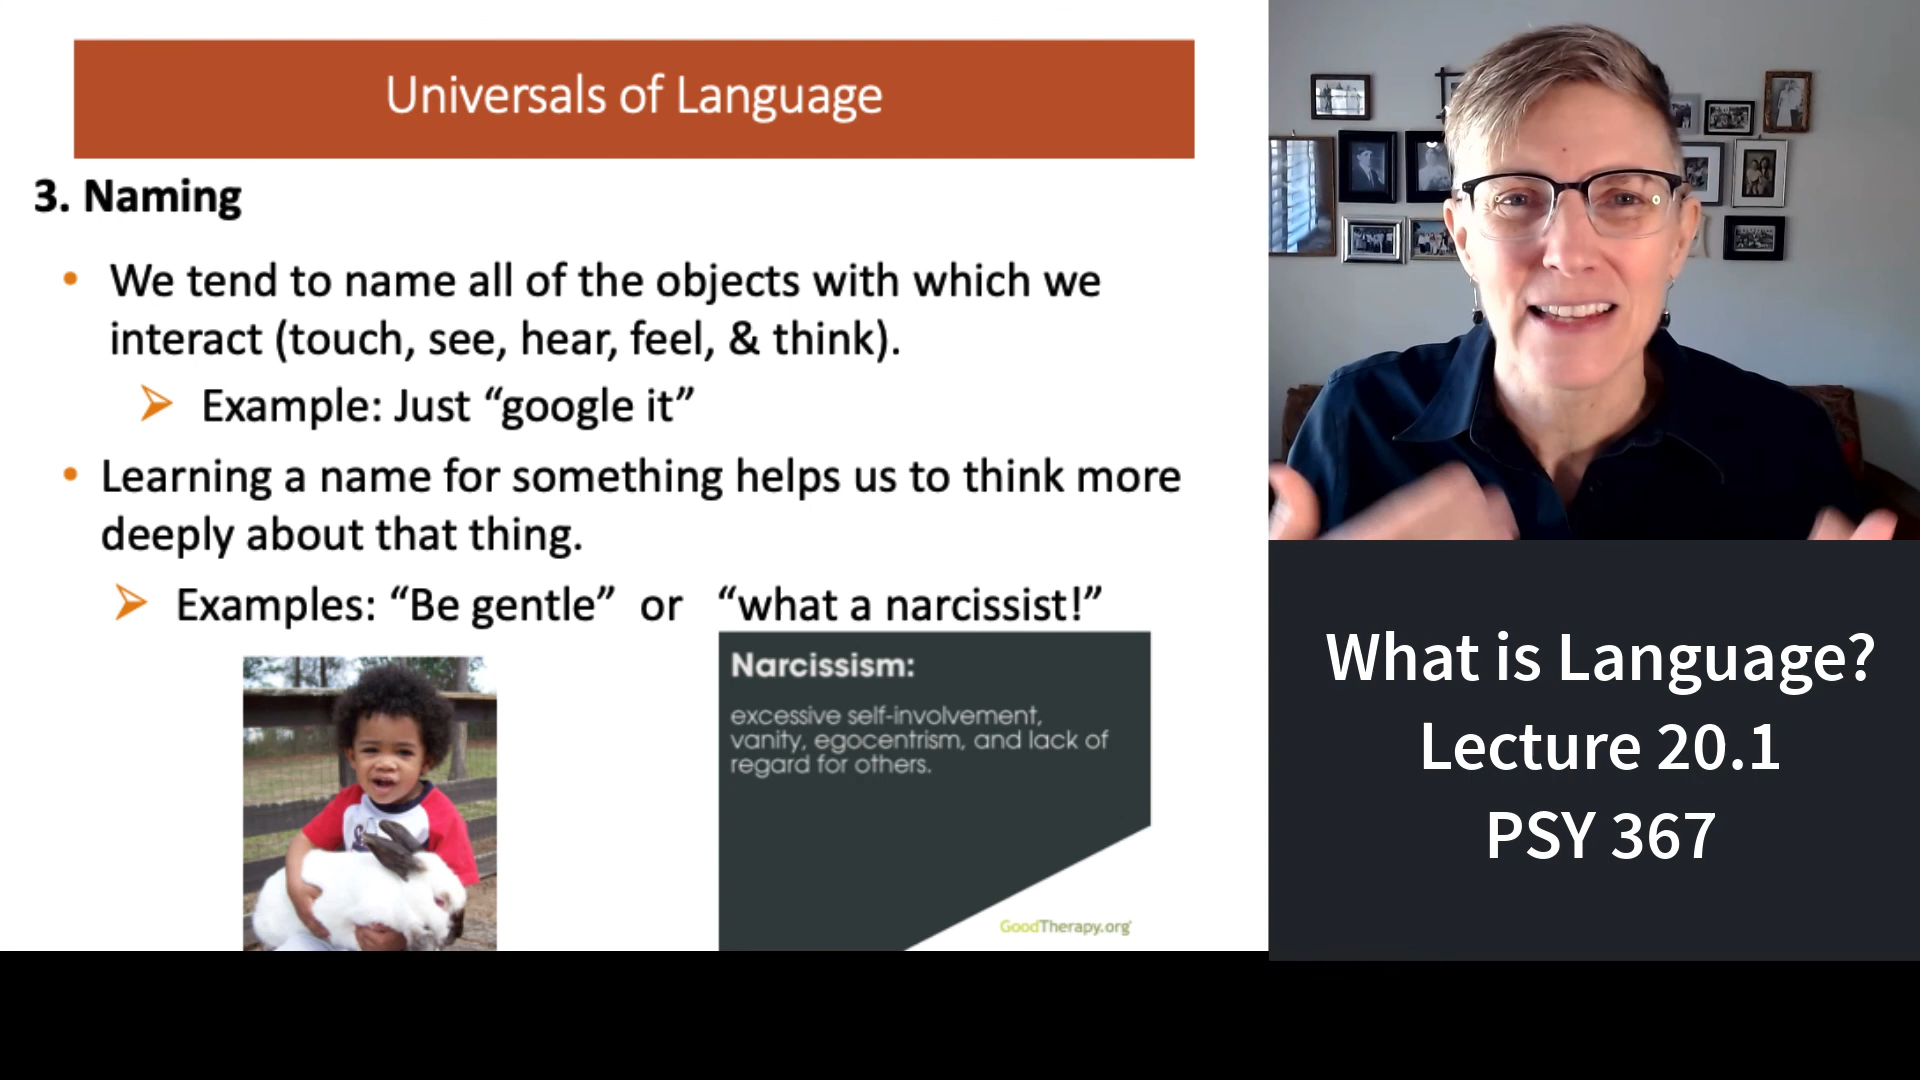 Universals of Language
3. Naming
• We tend to name all of the objects with which we
interact (touch, see, hear, feel, & think).
➢ Example: Just “google it”
• Learning a name for something helps us to think more
deeply about that thing.
➢ Examples: “Be gentle” or “what a narcissist!”
Narcissism:
excessive self-involvement,
vanity, egocentrism, and lack of
regard for others.
GoodTherapy.org
What is Language?
Lecture 20.1
PSY 367